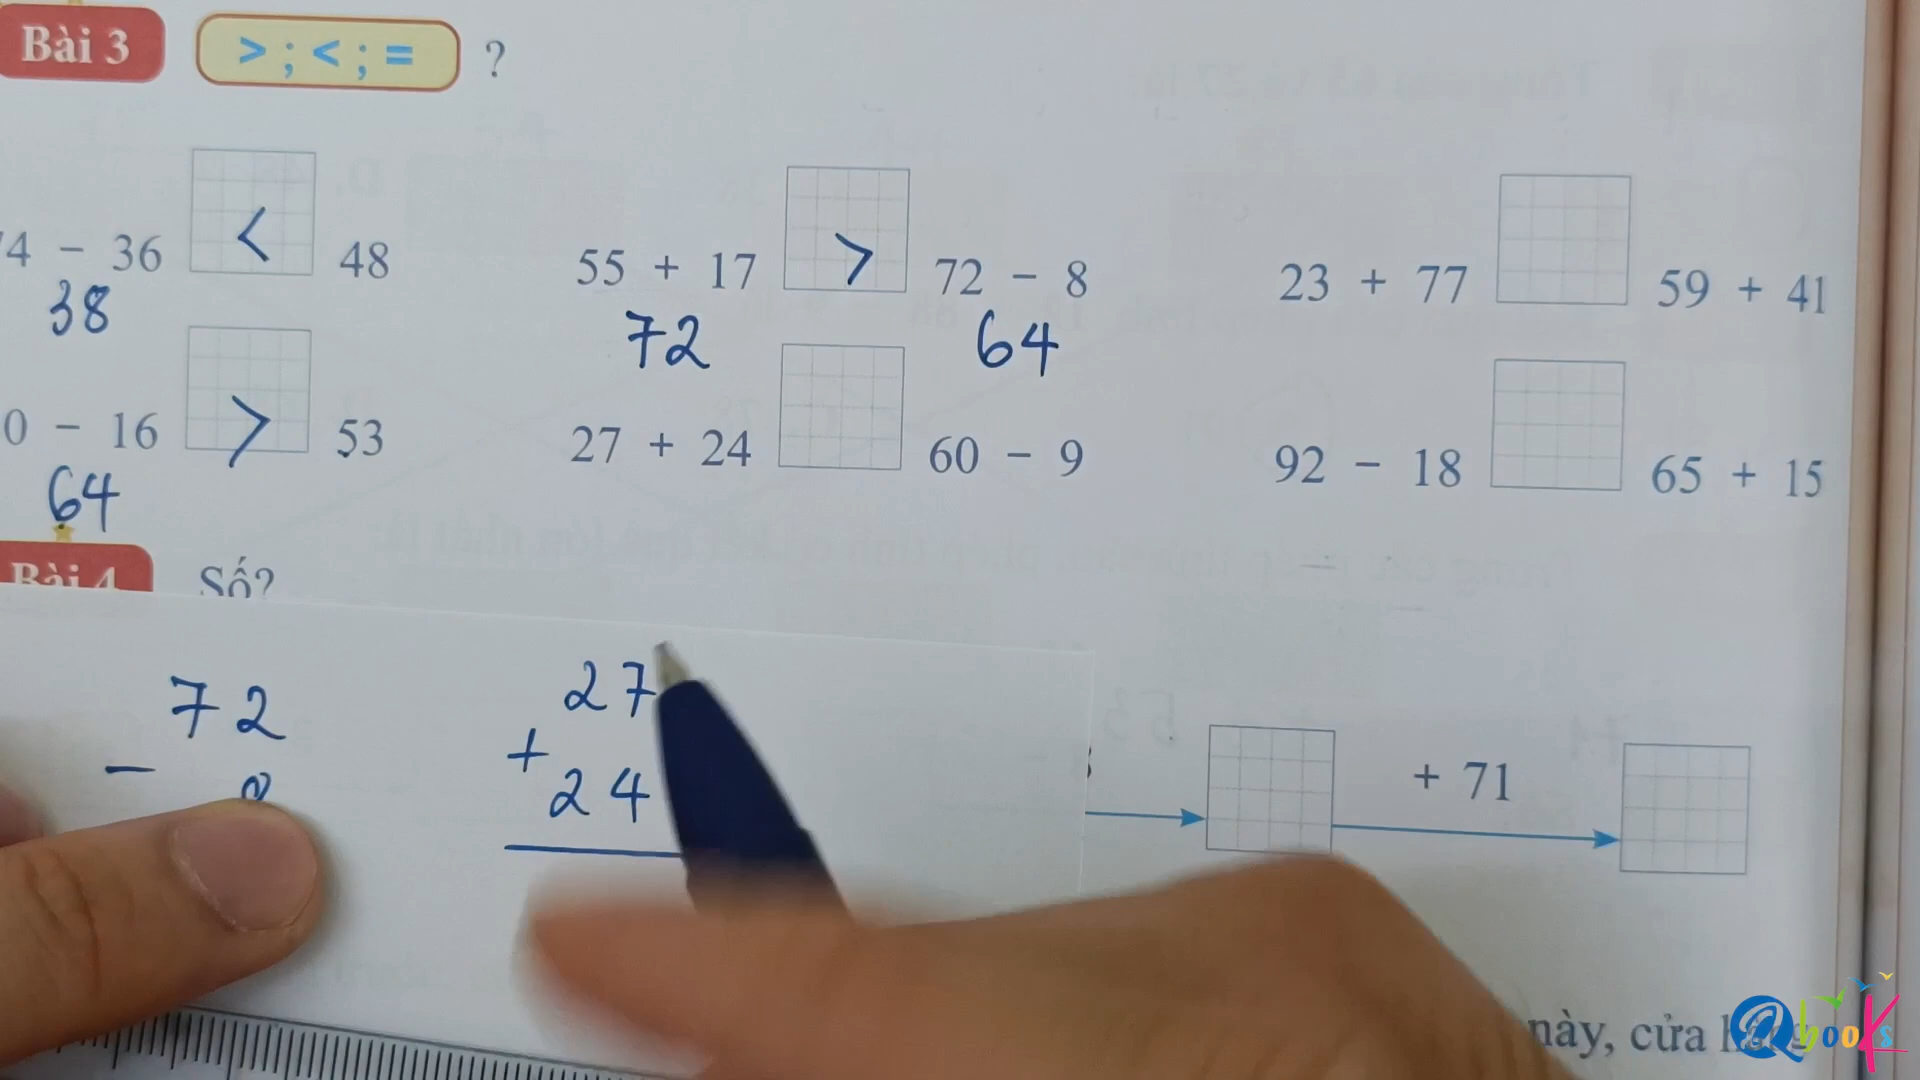 Bài 3 > ; < ; = ?
4 - 36 < 48
38
55 + 17 > 72 - 8
72 64
23 + 77 59 + 41
0 - 16 > 53
64
27 + 24 60 - 9
92 - 18 65 + 15
Bài 4 Số?
72
-
27
+
24
+ 71
này, cửa
@books